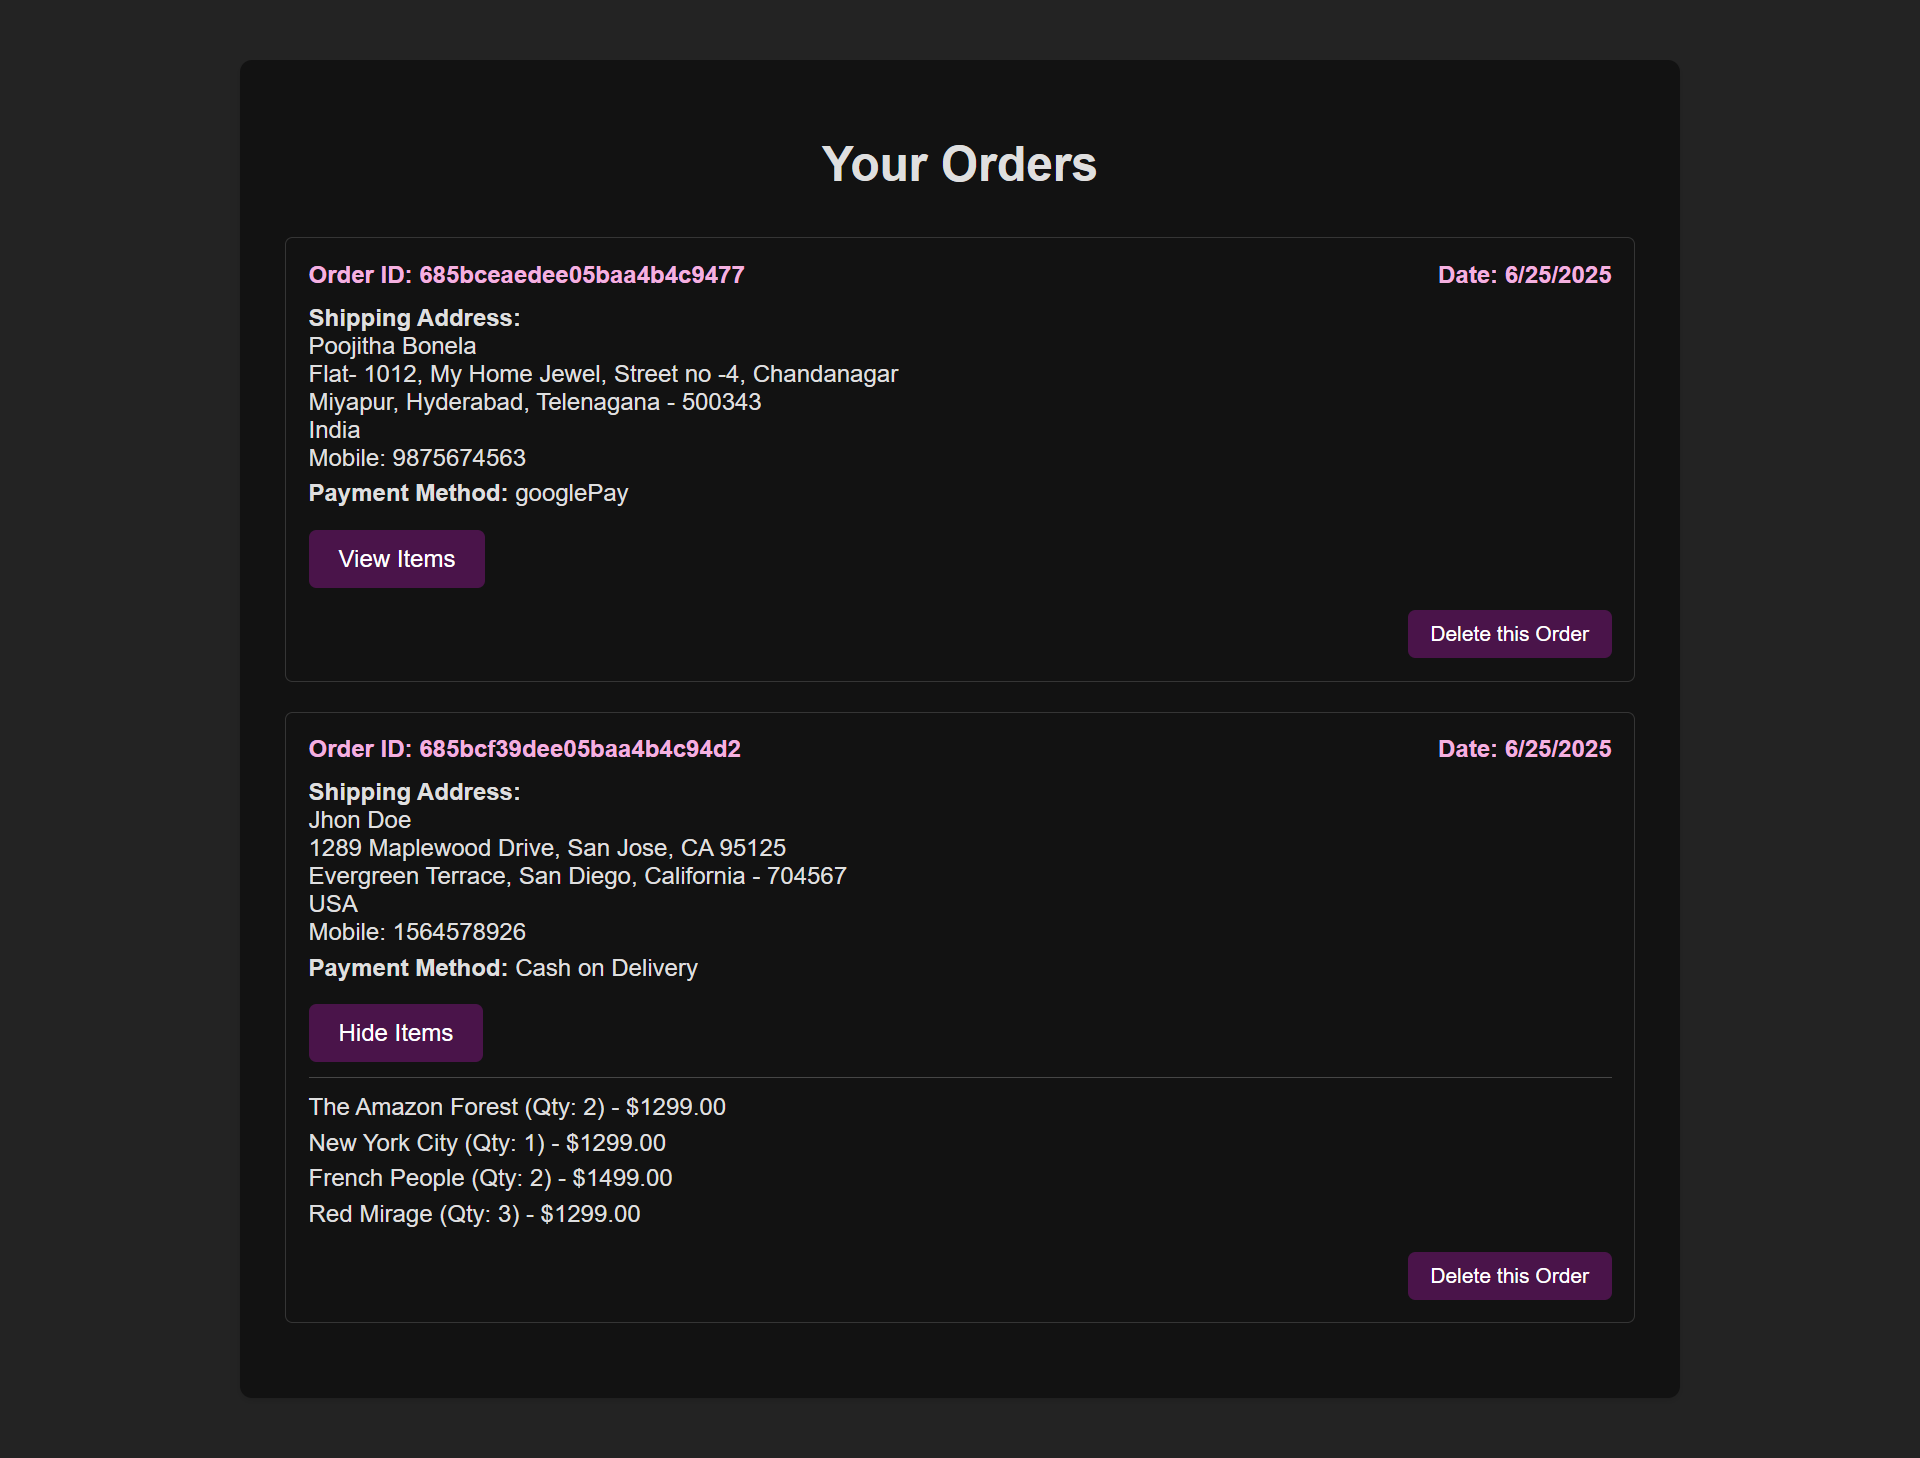 Your Orders
Order ID: 685bceaedee05baa4b4c9477 Date: 6/25/2025
Shipping Address:
Poojitha Bonela
Flat- 1012, My Home Jewel, Street no -4, Chandanagar
Miyapur, Hyderabad, Telenagana - 500343
India
Mobile: 9875674563
Payment Method: googlePay
View Items
Delete this Order
Order ID: 685bcf39dee05baa4b4c94d2 Date: 6/25/2025
Shipping Address:
Jhon Doe
1289 Maplewood Drive, San Jose, CA 95125
Evergreen Terrace, San Diego, California - 704567
USA
Mobile: 1564578926
Payment Method: Cash on Delivery
Hide Items
The Amazon Forest (Qty: 2) - $1299.00
New York City (Qty: 1) - $1299.00
French People (Qty: 2) - $1499.00
Red Mirage (Qty: 3) - $1299.00
Delete this Order